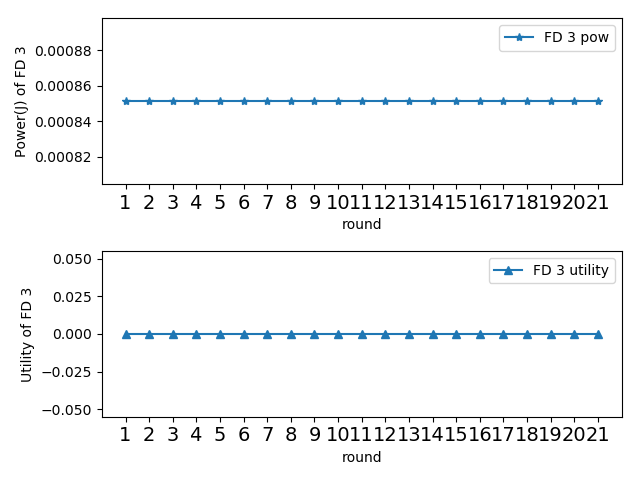 FD 3 pow
Power(J) of FD 3
0.00088
0.00086
0.00084
0.00082
1 2 3 4 5 6 7 8 9 10 11 12 13 14 15 16 17 18 19 20 21
round
FD 3 utility
Utility of FD 3
0.050
0.025
0.000
−0.025
−0.050
1 2 3 4 5 6 7 8 9 10 11 12 13 14 15 16 17 18 19 20 21
round